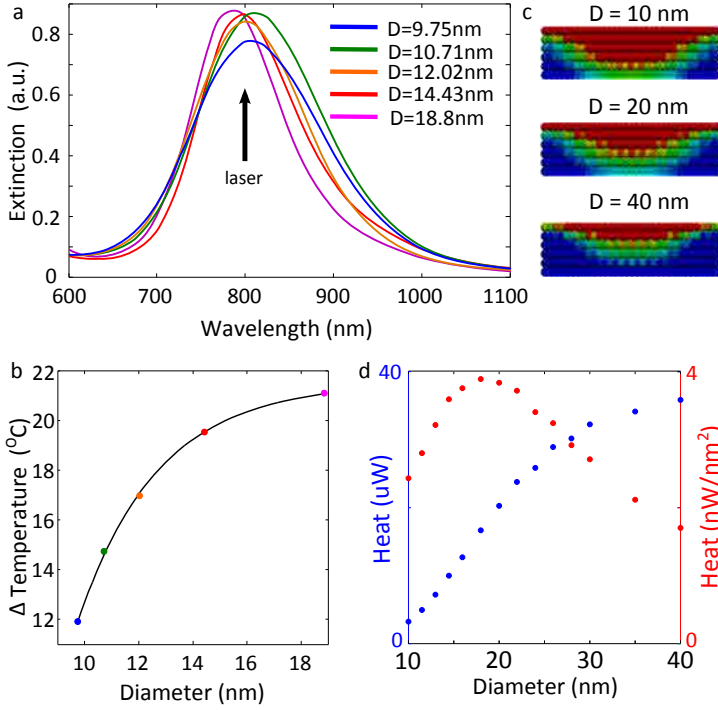 a
0.8
0.6
0.4
0.2
0
Extinction (a.u.)
D=9.75nm
D=10.71nm
D=12.02nm
D=14.43nm
D=18.8nm
laser
600 700 800 900 1000 1100
Wavelength (nm)
c
D = 10 nm
D = 20 nm
D = 40 nm
b
22
20
18
16
14
12
Δ Temperature (⁰C)
10 12 14 16 18
Diameter (nm)
d
40
0
Heat (uW)
4
0
Heat (nW/nm²)
10 20 30 40
Diameter (nm)